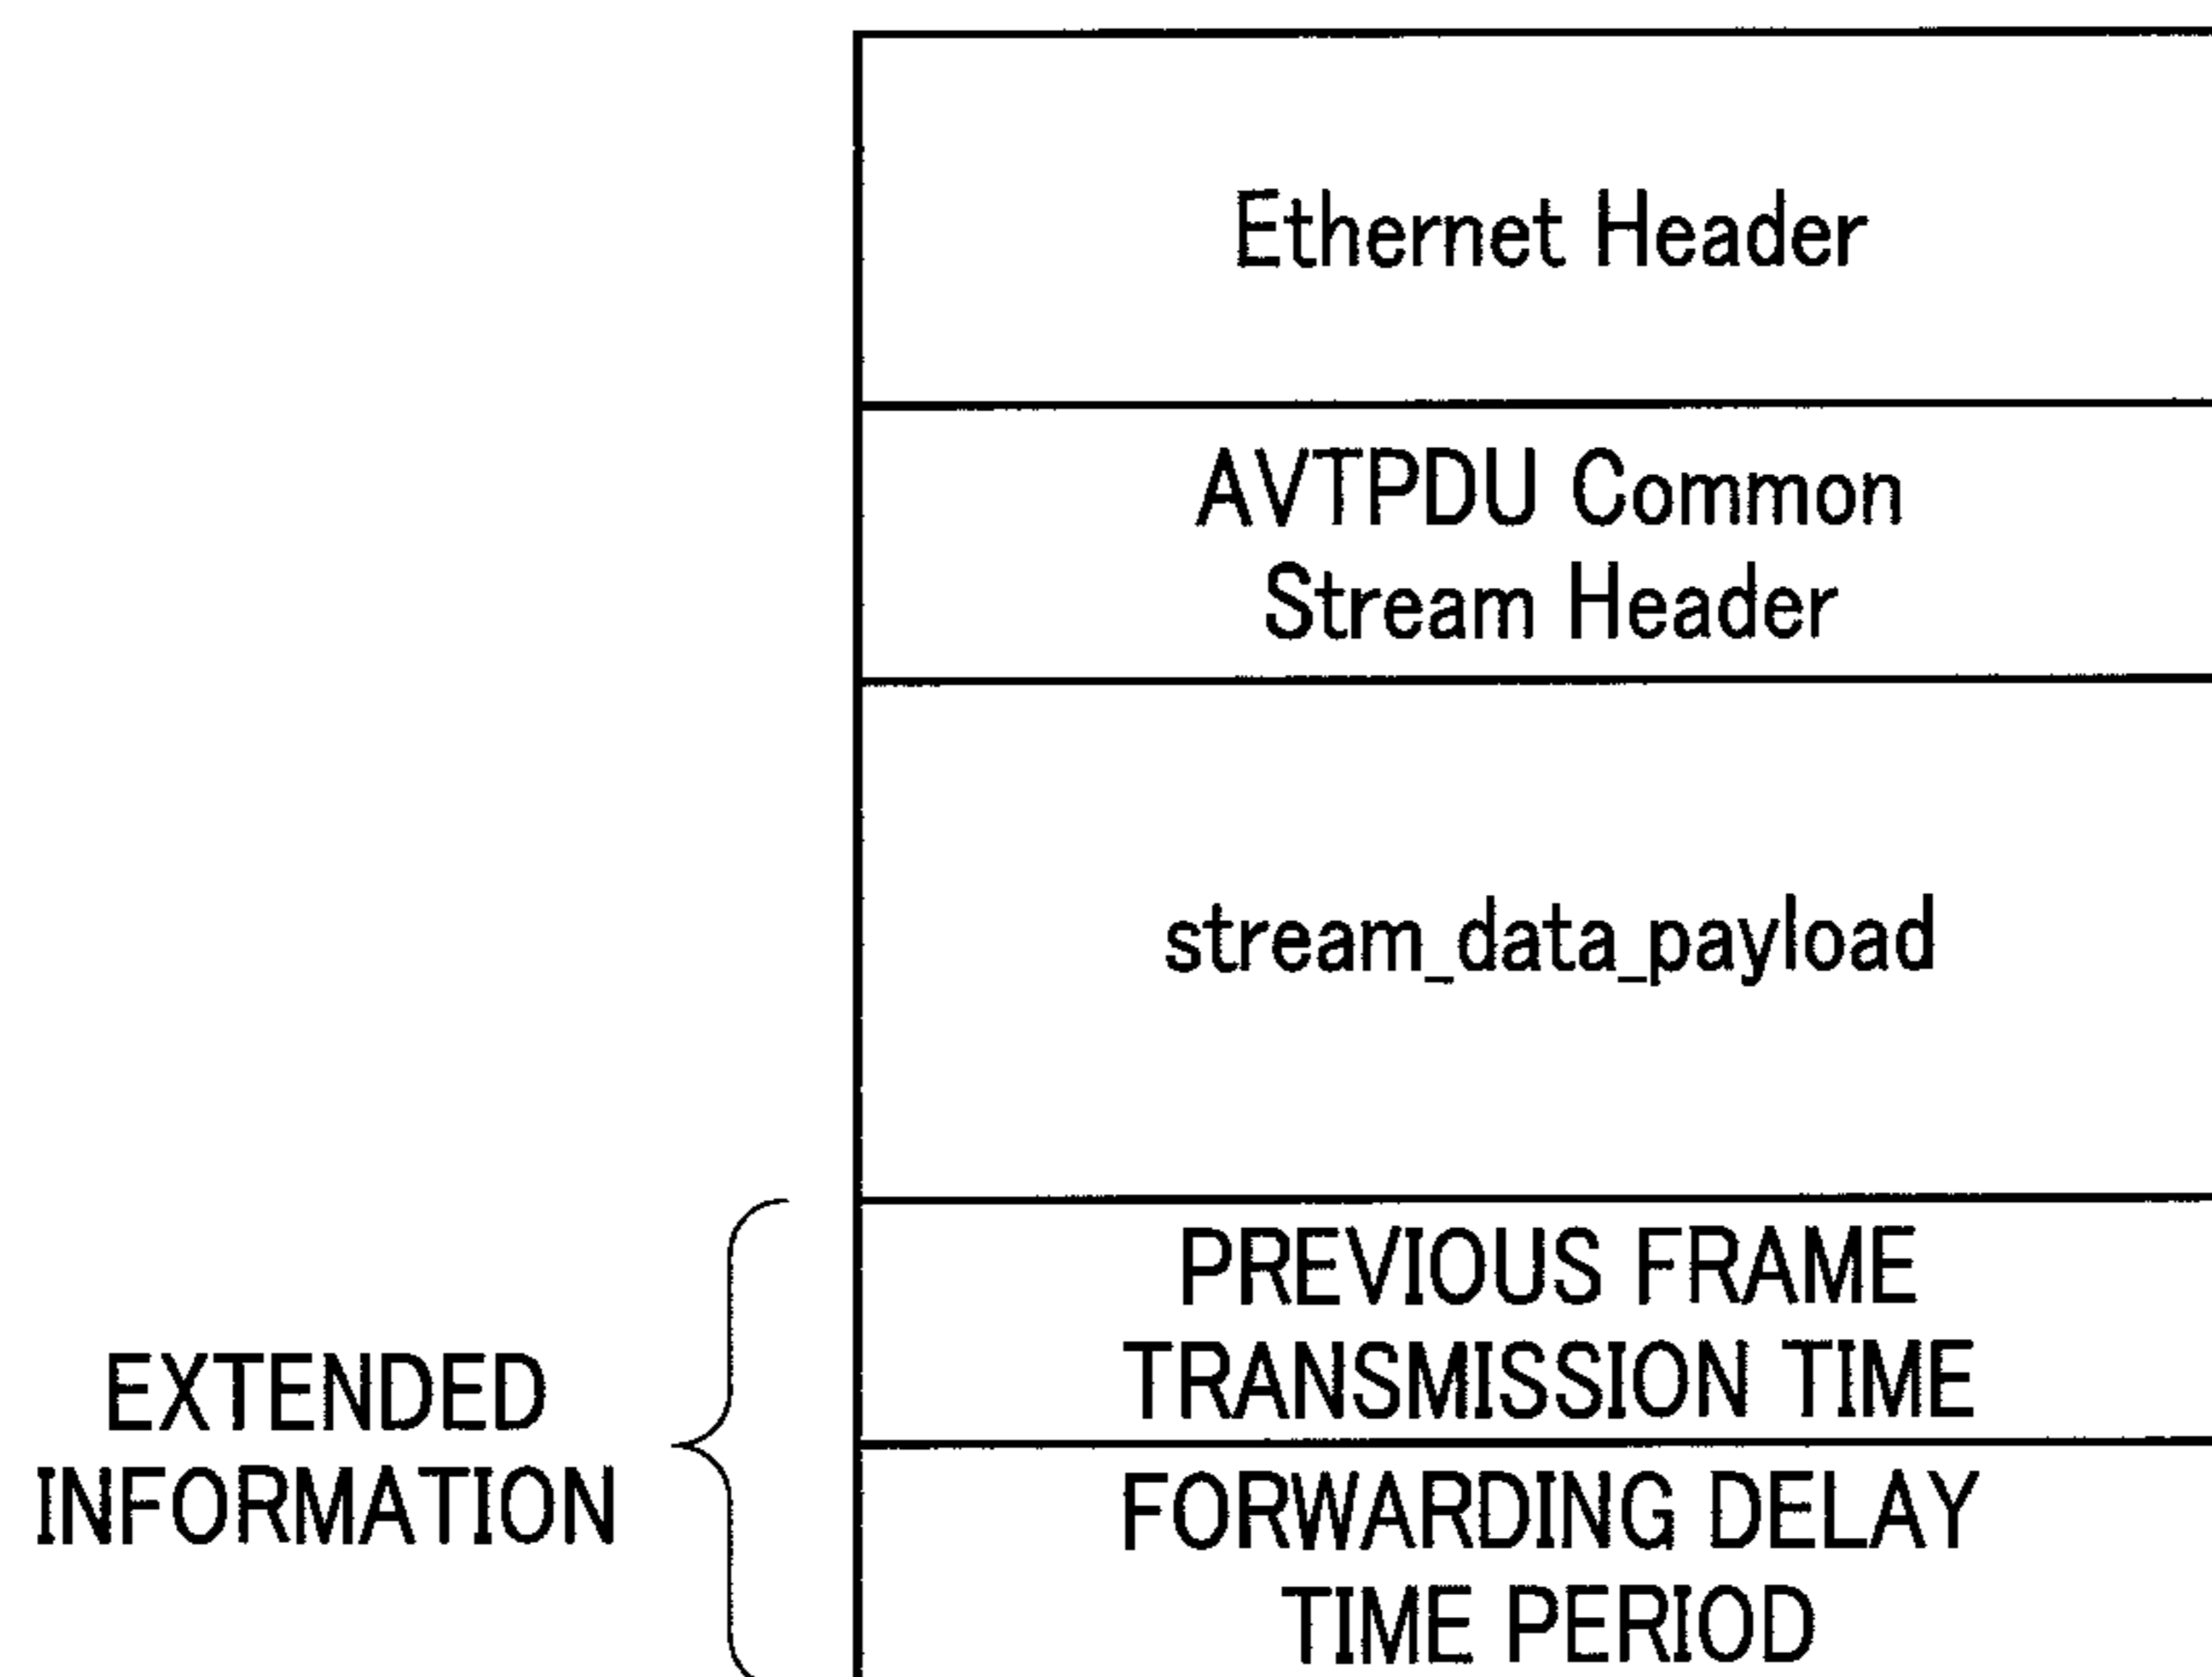 Ethernet Header
AVTPDU Common
Stream Header
stream_data_payload
PREVIOUS FRAME
TRANSMISSION TIME
EXTENDED
INFORMATION
FORWARDING DELAY
TIME PERIOD